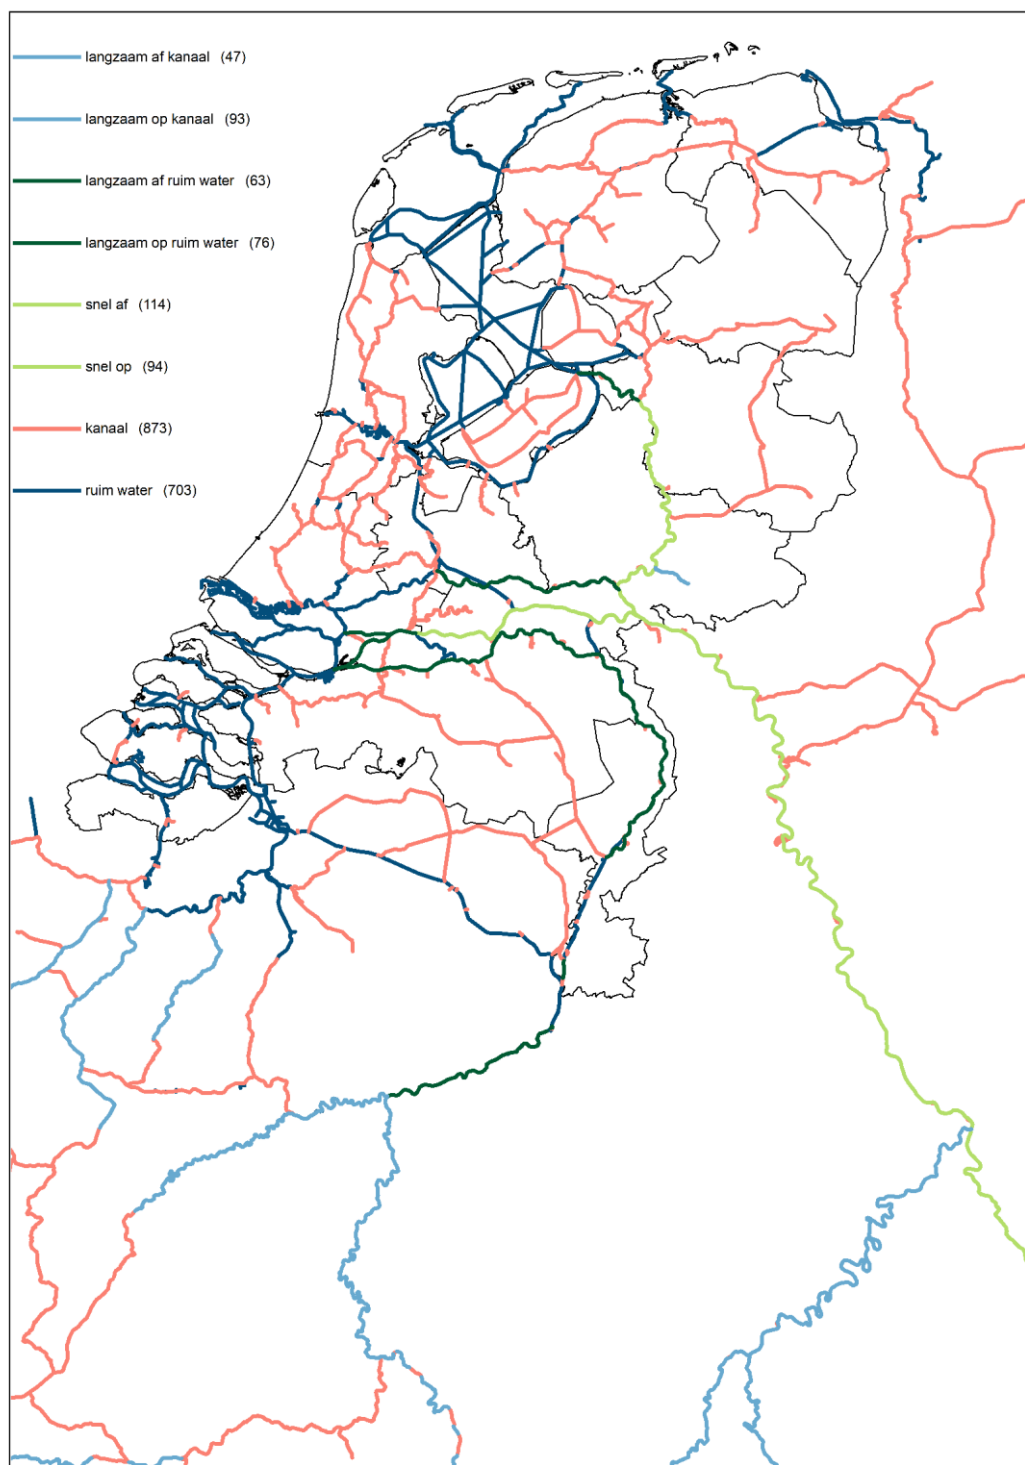 langzaam af kanaal (47)
langzaam op kanaal (93)
langzaam af ruim water (63)
langzaam op ruim water (76)
snel af (114)
snel op (94)
kanaal (873)
ruim water (703)